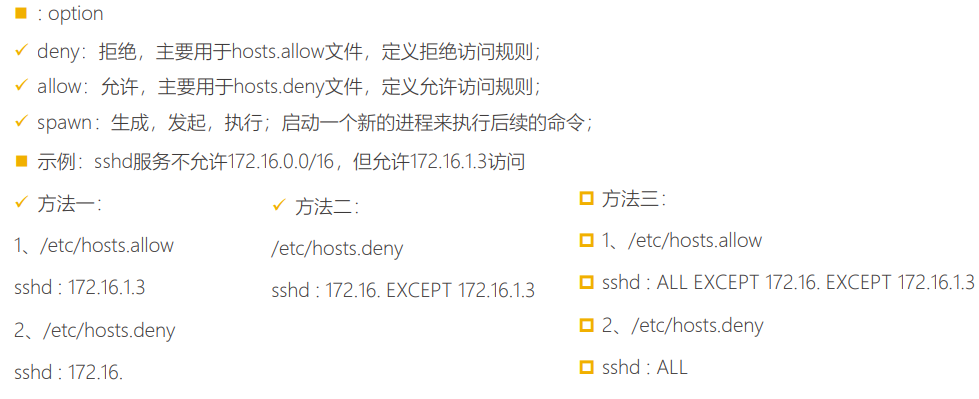 : option
deny：拒绝，主要用于hosts.allow文件，定义拒绝访问规则；
allow：允许，主要用于hosts.deny文件，定义允许访问规则；
spawn：生成，发起，执行；启动一个新的进程来执行后续的命令；
示例：sshd服务不允许172.16.0.0/16，但允许172.16.1.3访问
方法一：
1、/etc/hosts.allow
sshd : 172.16.1.3
2、/etc/hosts.deny
sshd : 172.16.
方法二：
/etc/hosts.deny
sshd : 172.16. EXCEPT 172.16.1.3
方法三：
1、/etc/hosts.allow
sshd : ALL EXCEPT 172.16. EXCEPT 172.16.1.3
2、/etc/hosts.deny
sshd : ALL